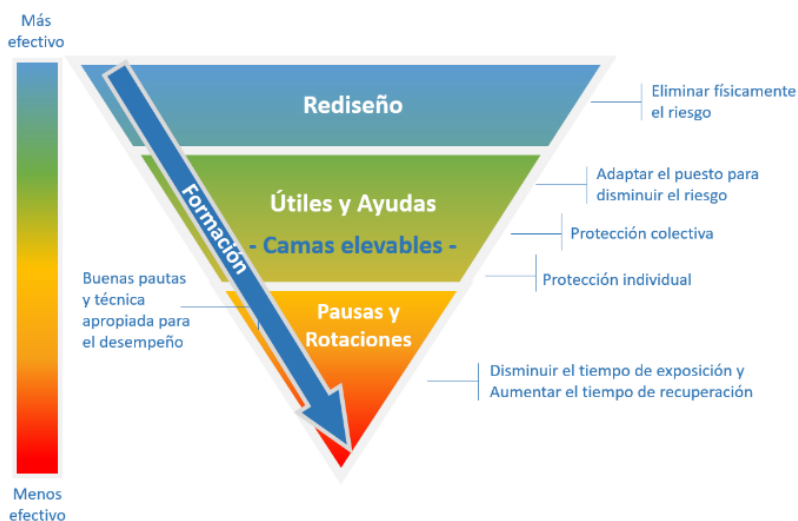 Más
efectivo
Rediseño
Eliminar físicamente
el riesgo
Formación
Útiles y Ayudas
- Camas elevables -
Adaptar el puesto para
disminuir el riesgo
Protección colectiva
Protección individual
Buenas pautas
y técnica
apropiada para
el desempeño
Pausas y
Rotaciones
Disminuir el tiempo de exposición y
Aumentar el tiempo de recuperación
Menos
efectivo